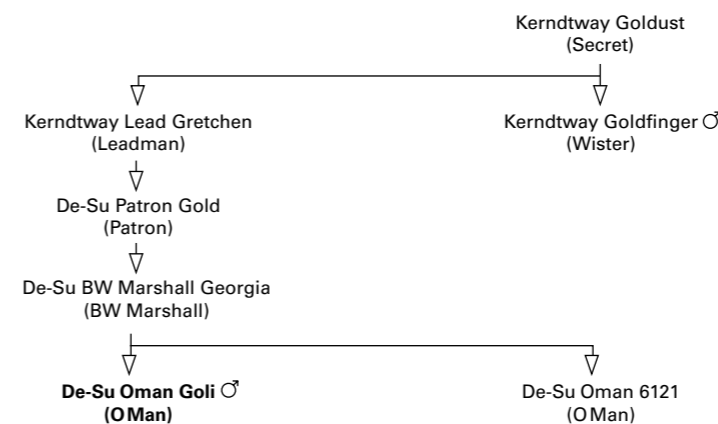 Kerndtway Goldust
(Secret)
Kerndtway Lead Gretchen
(Leadman)
Kerndtway Goldfinger ♂
(Wister)
De-Su Patron Gold
(Patron)
De-Su BW Marshall Georgia
(BW Marshall)
De-Su Oman Goli ♂
(O Man)
De-Su Oman 6121
(O Man)